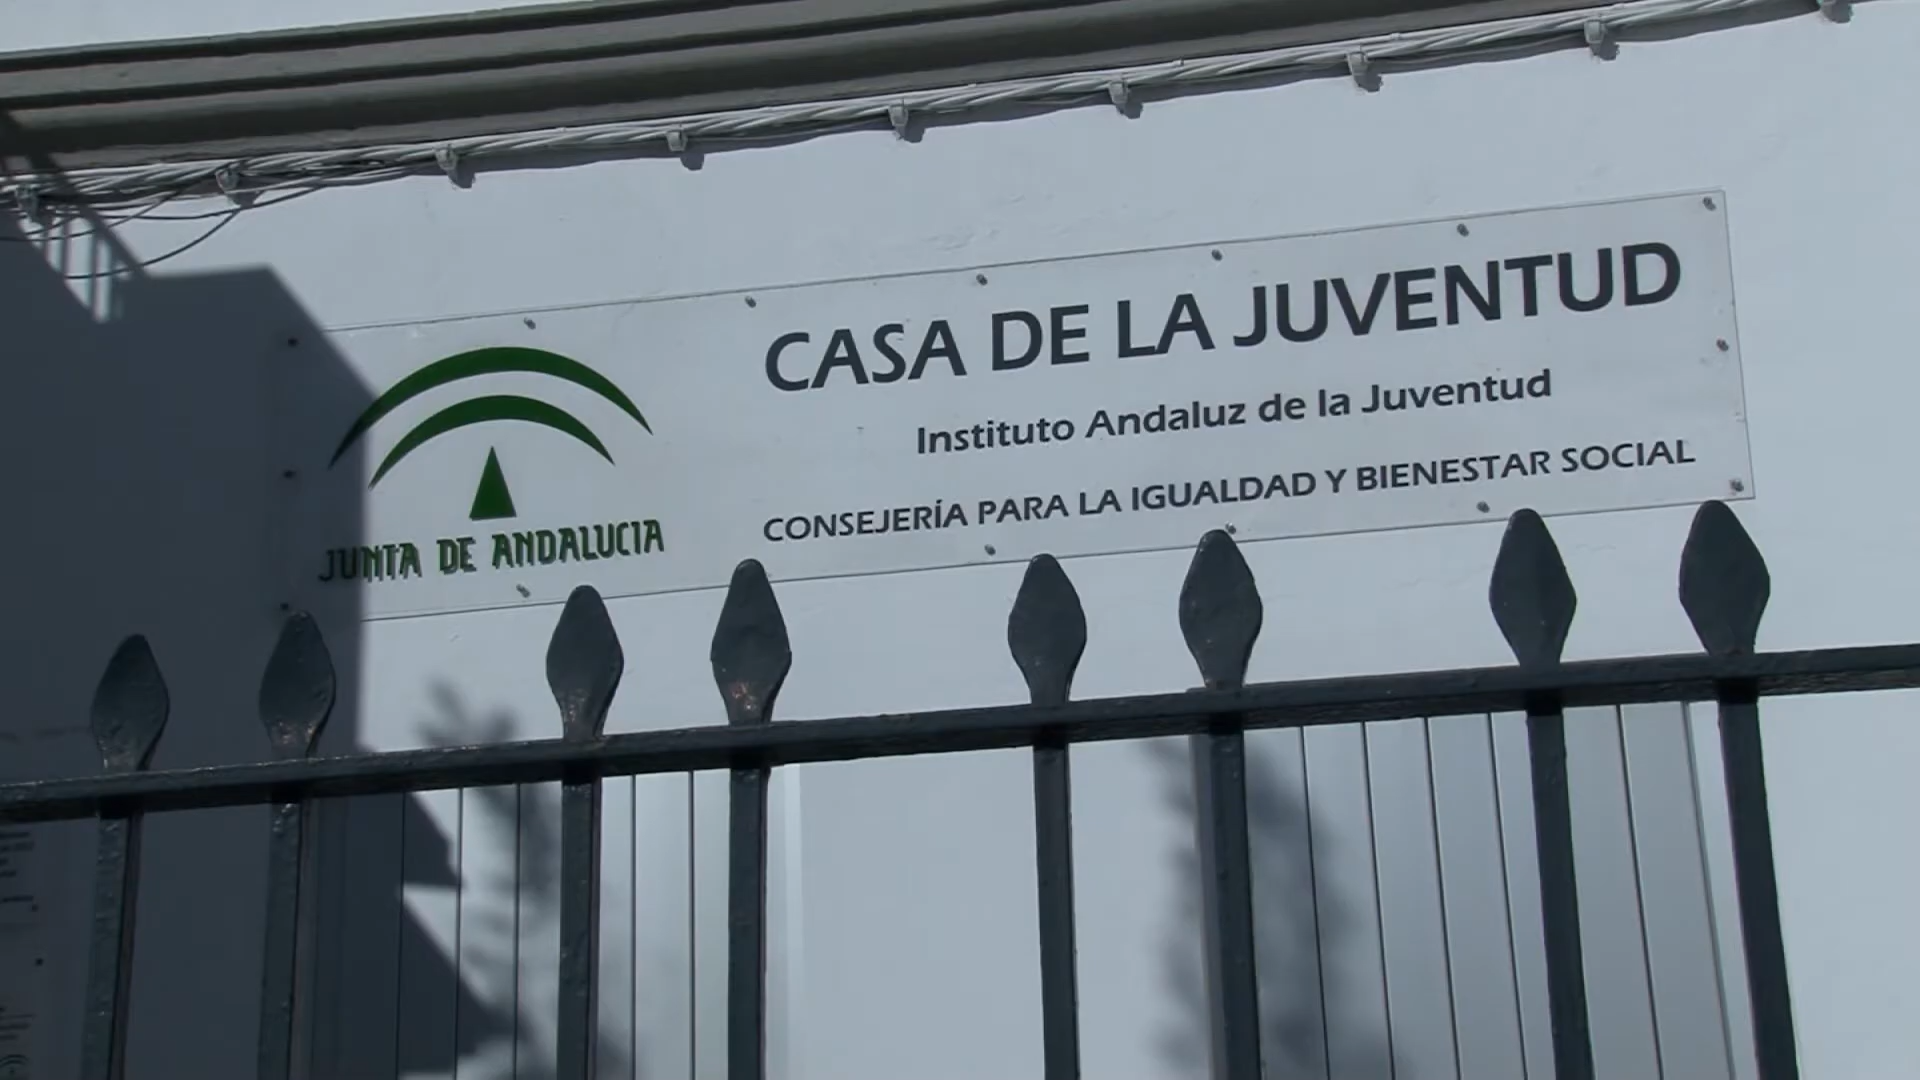 JUNTA DE ANDALUCIA
CASA DE LA JUVENTUD
Instituto Andaluz de la Juventud
CONSEJERÍA PARA LA IGUALDAD Y BIENESTAR SOCIAL